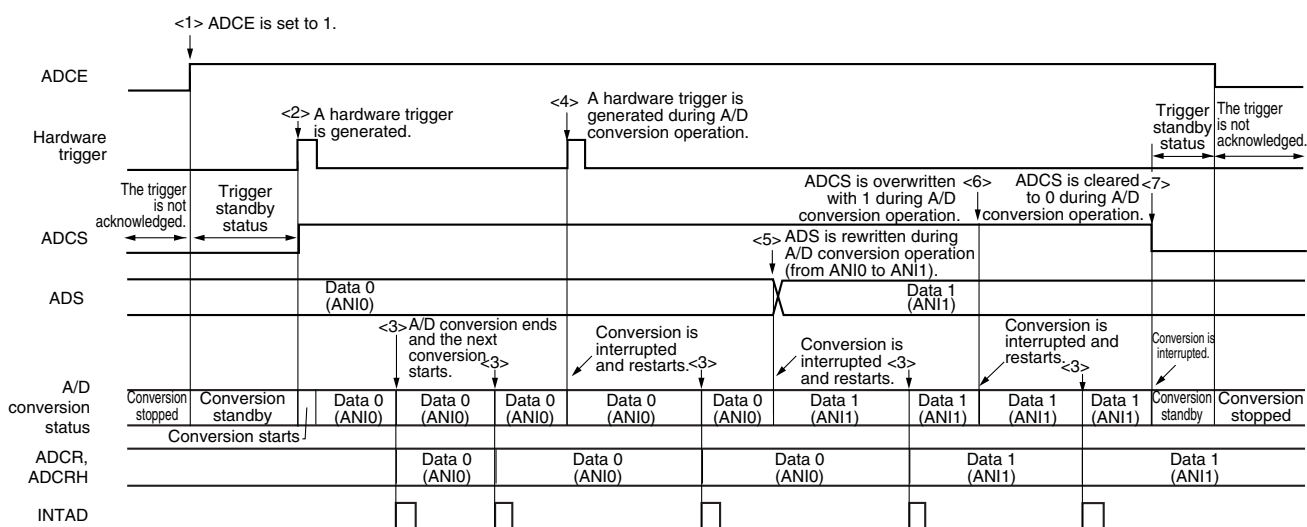 <1> ADCE is set to 1.
ADCE
<2> A hardware trigger
is generated.
<4> A hardware trigger is
generated during A/D
conversion operation.
Trigger
standby
status
The trigger
is not
acknowledged.
Hardware
trigger
The trigger
is not
acknowledged.
Trigger
standby
status
ADCS is overwritten <6>
with 1 during A/D
conversion operation.
ADCS is cleared <7>
to 0 during A/D
conversion operation.
ADCS
<5> ADS is rewritten during
A/D conversion operation
(from ANI0 to ANI1).
ADS
Data 0
(ANI0)
Data 1
(ANI1)
<3> A/D conversion ends
and the next
conversion
starts.
<3>
Conversion is
interrupted
and restarts.
<3>
Conversion is
interrupted
and restarts.
<3>
Conversion is
interrupted and
restarts.
<3>
Conversion is
interrupted.
A/D
conversion
status
Conversion
stopped
Conversion
standby
Conversion starts
Data 0
(ANI0)
Data 0
(ANI0)
Data 0
(ANI0)
Data 0
(ANI0)
Data 0
(ANI0)
Data 1
(ANI1)
Data 1
(ANI1)
Data 1
(ANI1)
Data 1
(ANI1)
Conversion
standby
Conversion
stopped
ADCR,
ADCRH
Data 0
(ANI0)
Data 0
(ANI0)
Data 0
(ANI0)
Data 1
(ANI1)
Data 1
(ANI1)
INTAD